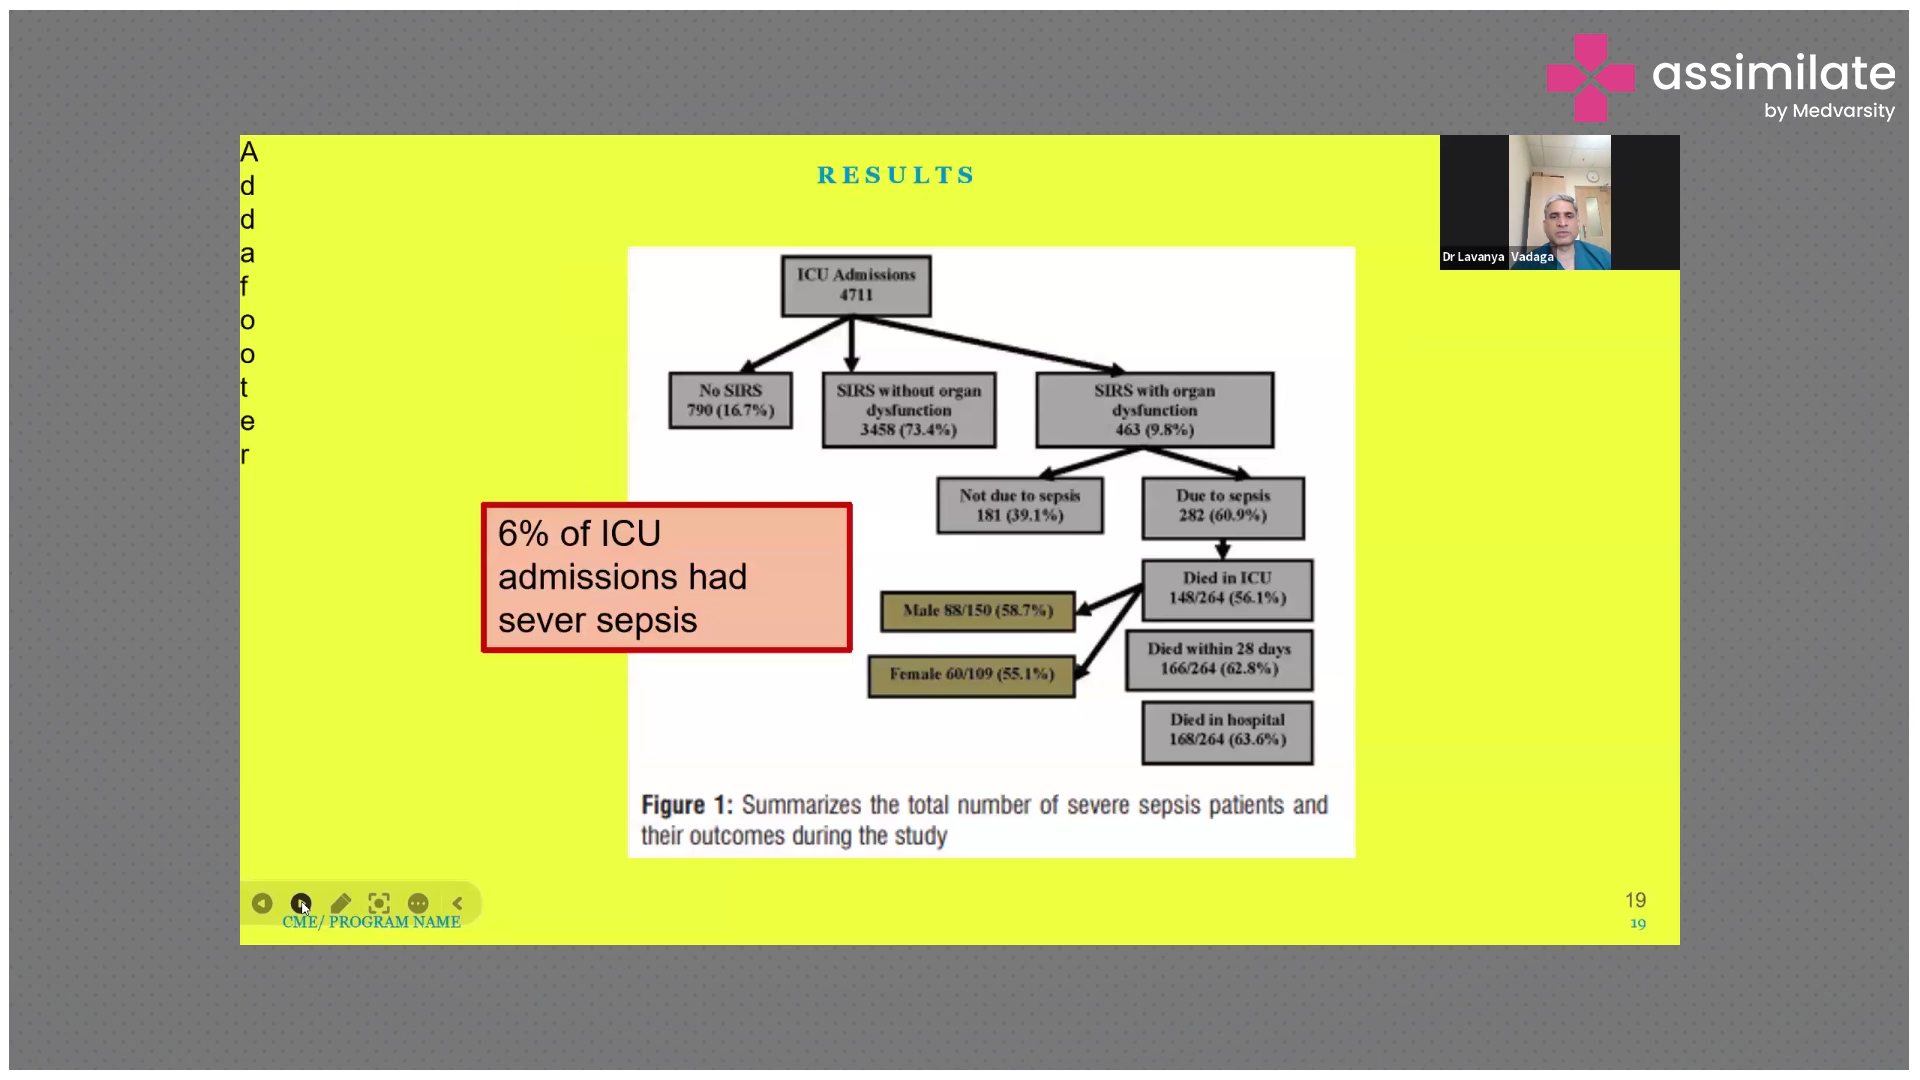 assimilate
by Medvarsity
A
d
d
a
f
o
o
t
e
r
RESULTS
Dr Lavanya Vadaga
ICU Admissions
4711
No SIRS
790 (16.7%)
SIRS without organ
dysfunction
3458 (73.4%)
SIRS with organ
dysfunction
463 (9.8%)
Not due to sepsis
181 (39.1%)
Due to sepsis
282 (60.9%)
6% of ICU
admissions had
sever sepsis
Died in ICU
148/264 (56.1%)
Male 88/150 (58.7%)
Female 60/109 (55.1%)
Died within 28 days
166/264 (62.8%)
Died in hospital
168/264 (63.6%)
Figure 1: Summarizes the total number of severe sepsis patients and
their outcomes during the study
CME/ PROGRAM NAME
19
19